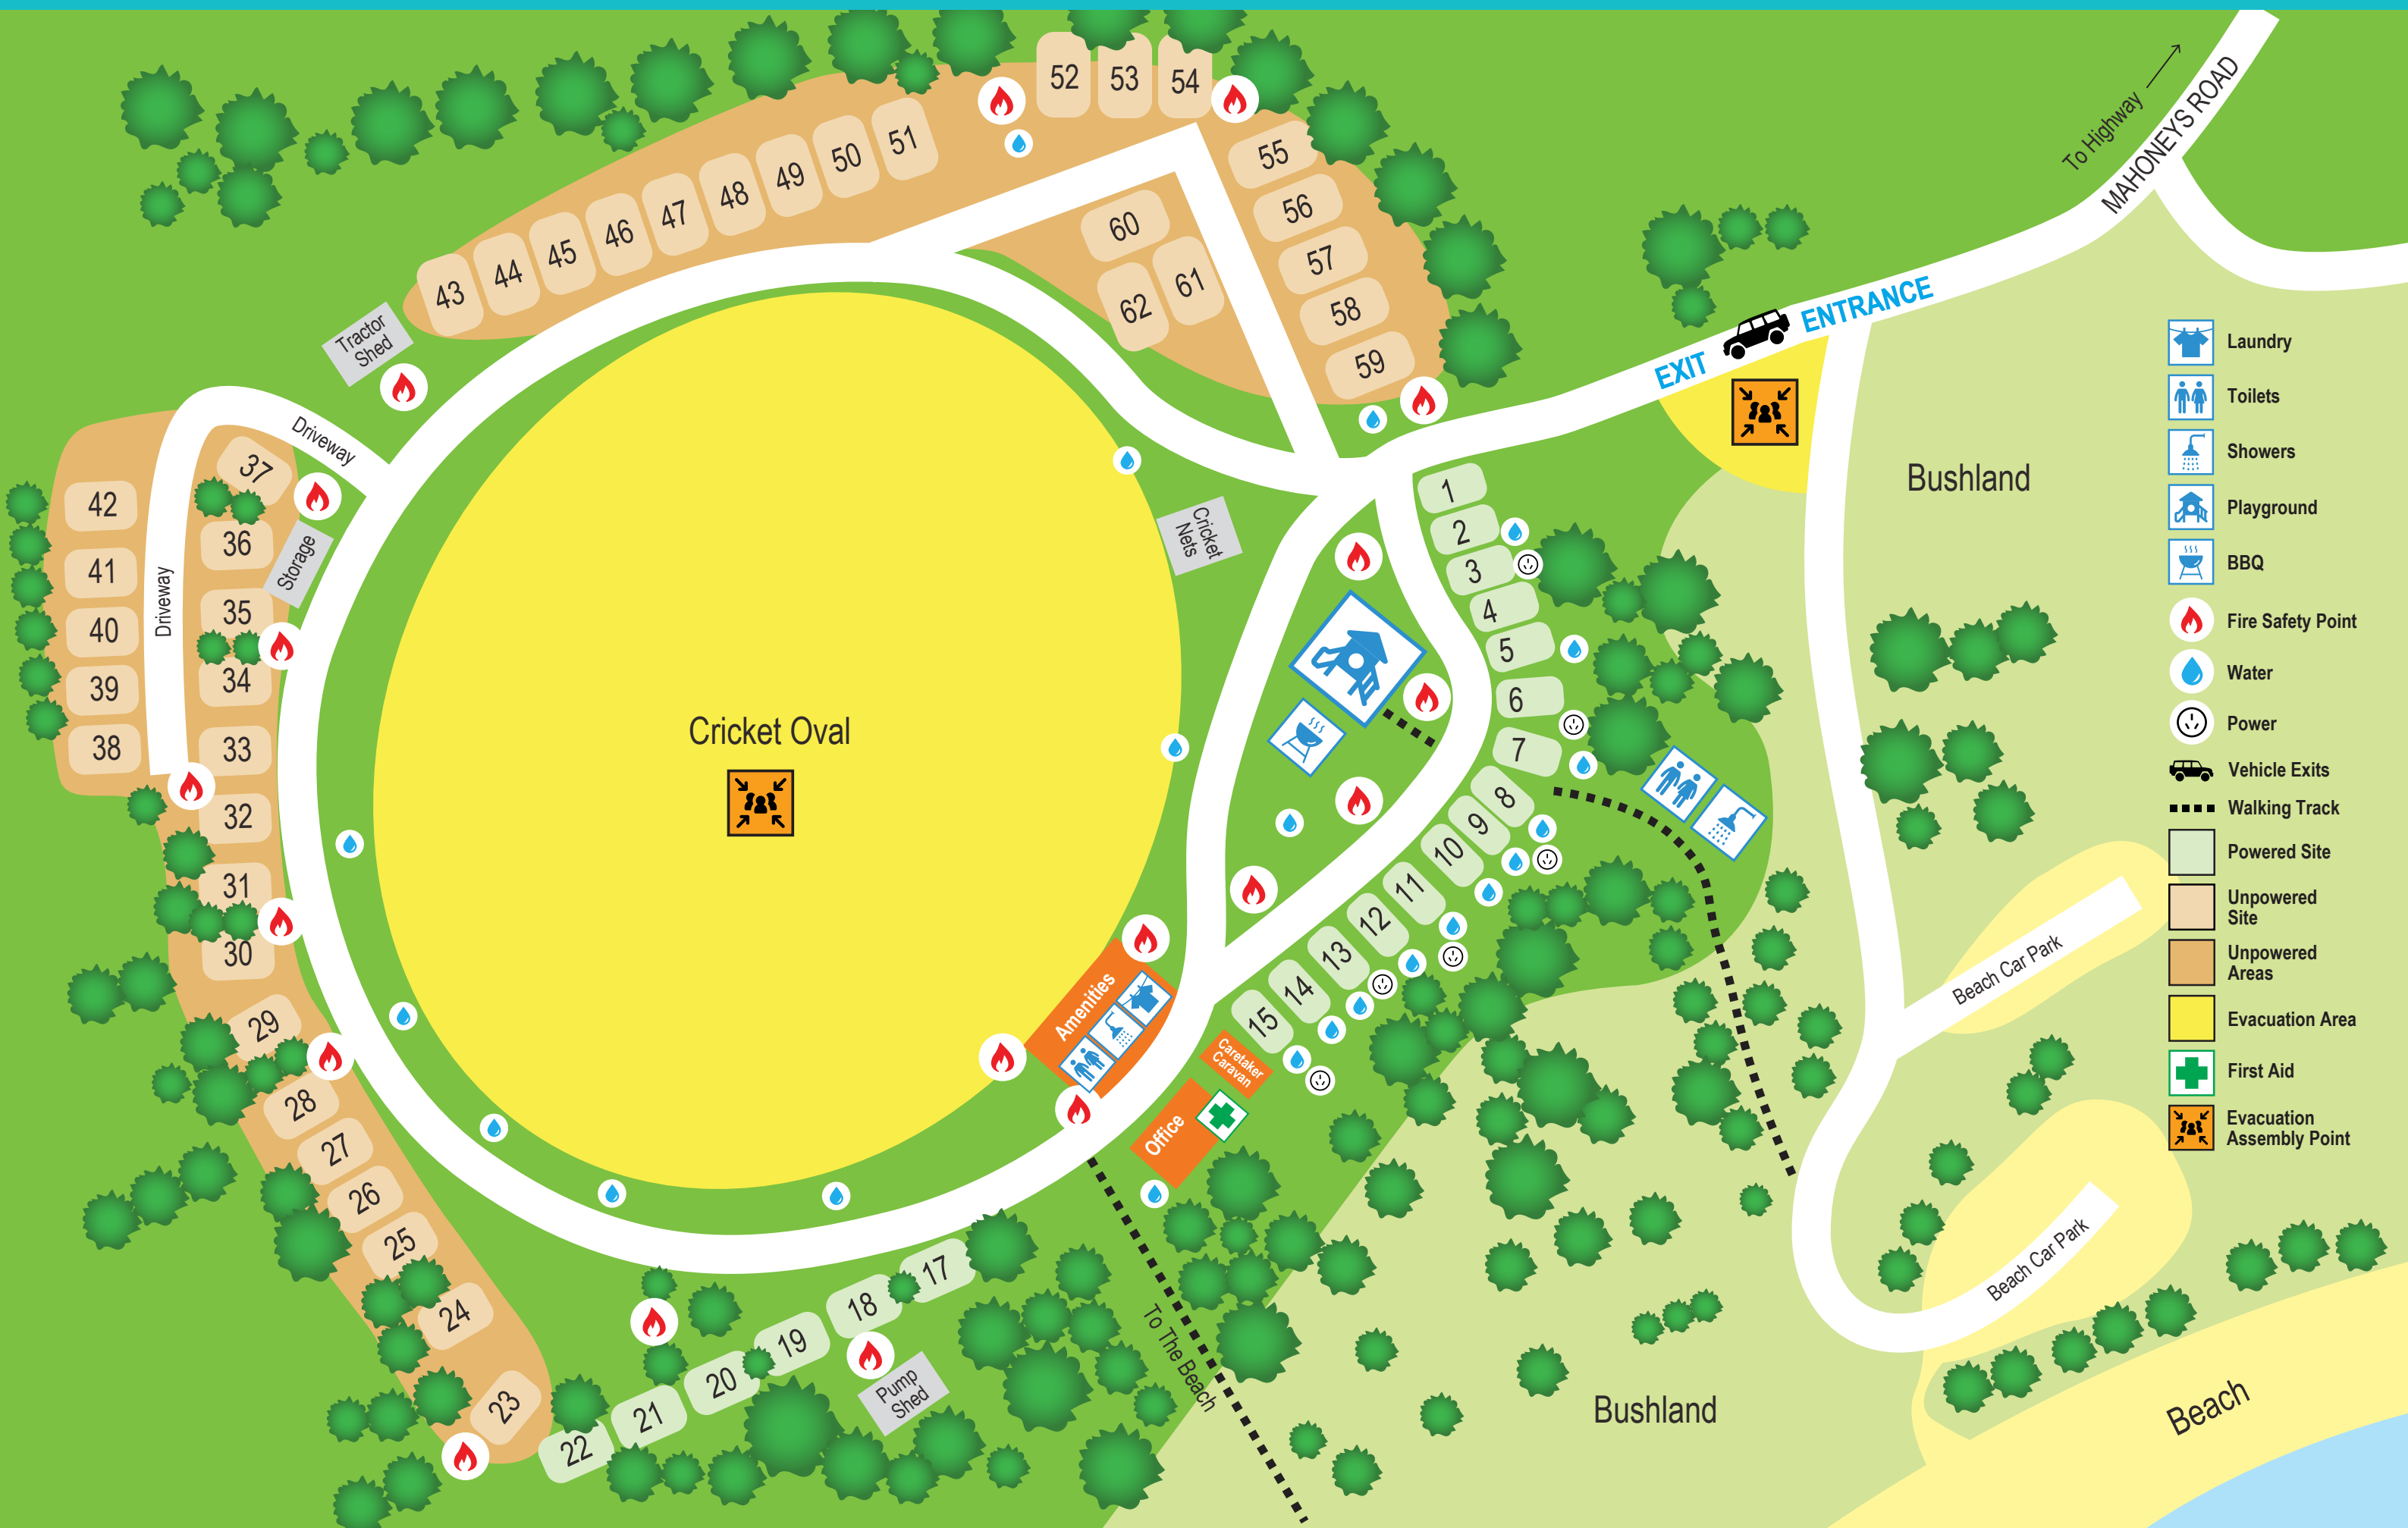 52
53
54
51
50
49
48
47
46
45
44
43
55
56
57
58
59
60
61
62
To Highway
MAHONEYS ROAD
ENTRANCE
EXIT
Tractor
Shed
Driveway
Driveway
37
42
36
41
35
40
34
39
33
38
32
31
30
29
28
27
26
25
24
23
Storage
Cricket Oval
Cricket
Nets
1
2
3
4
5
6
7
8
9
10
11
12
13
14
15
Amenities
Caretaker
Caravan
Office
17
18
19
20
21
22
Pump
Shed
To The Beach
Bushland
Bushland
Beach Car Park
Beach Car Park
Beach
Laundry
Toilets
Showers
Playground
BBQ
Fire Safety Point
Water
Power
Vehicle Exits
Walking Track
Powered Site
Unpowered
Site
Unpowered
Areas
Evacuation Area
First Aid
Evacuation
Assembly Point